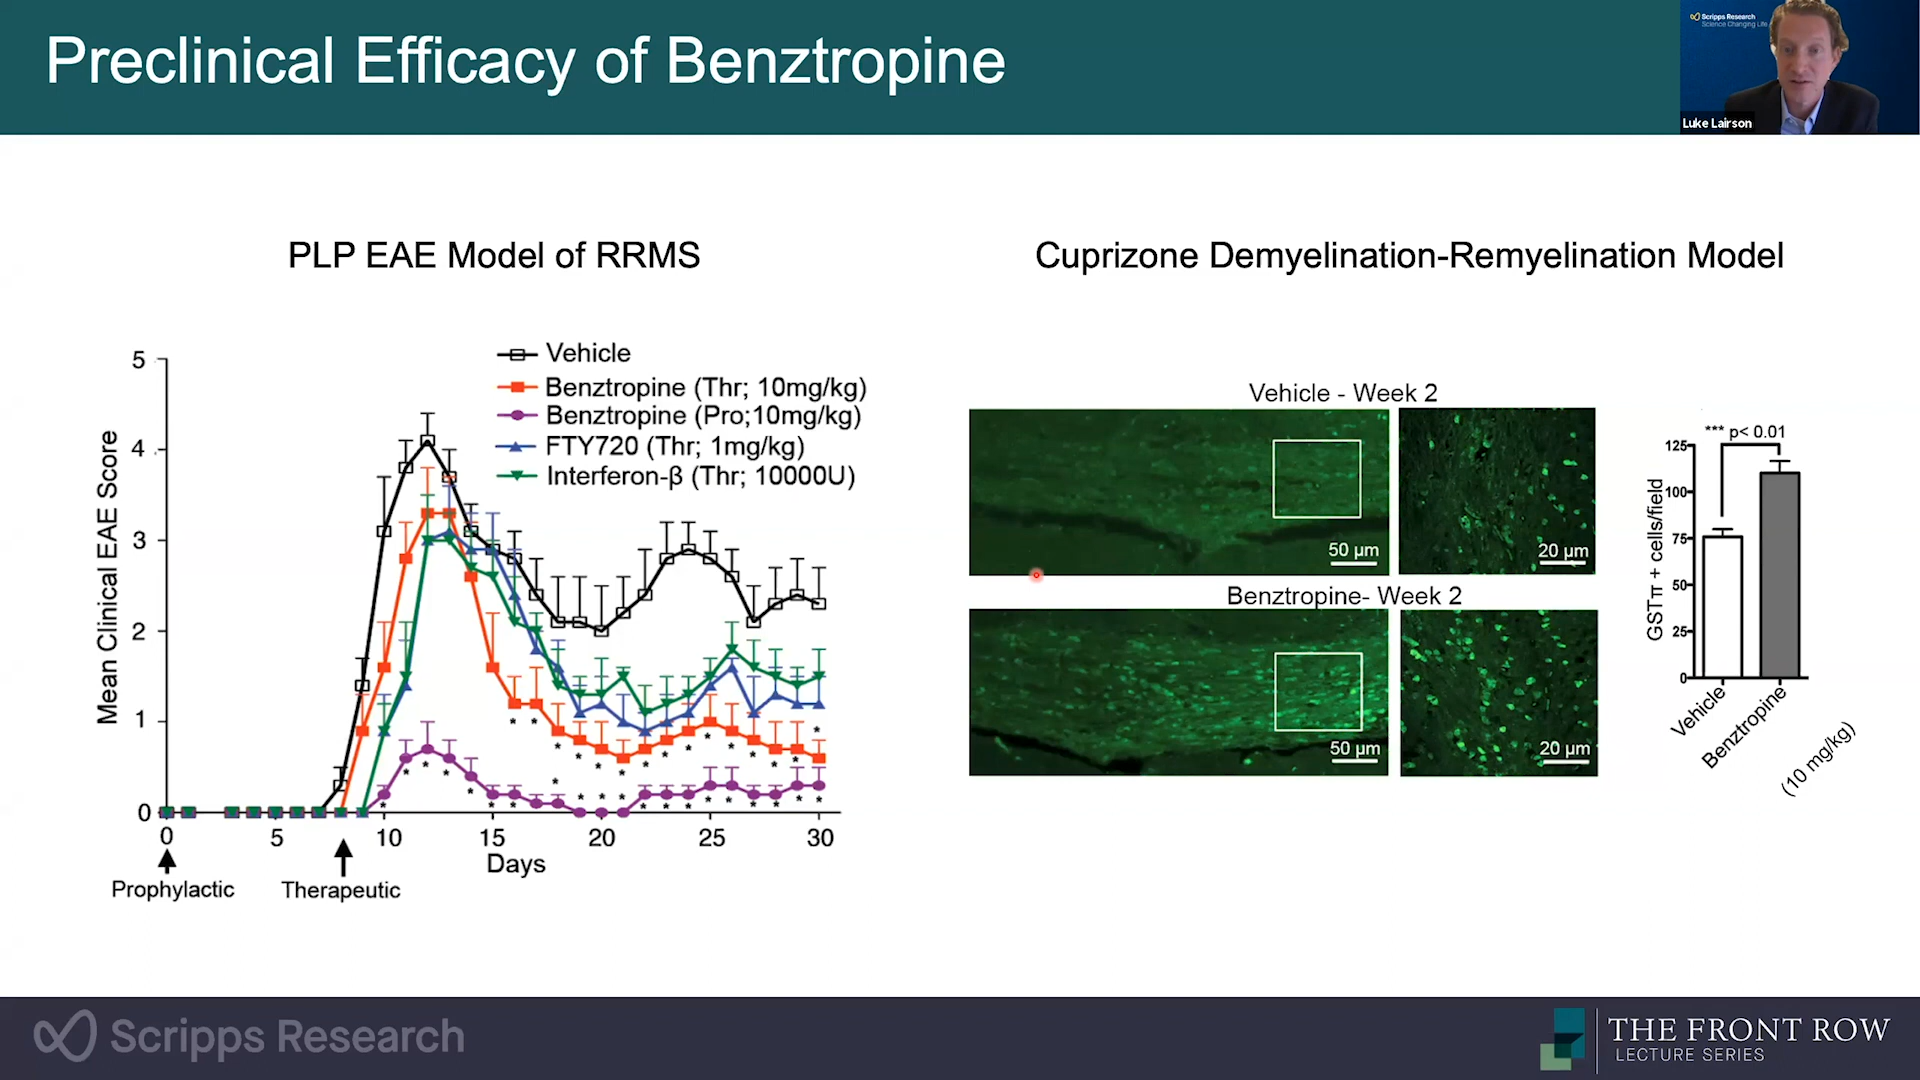 Preclinical Efficacy of Benztropine
Scripps Research
Science Changing Life
Luke Lairson
PLP EAE Model of RRMS
Cuprizone Demyelination-Remyelination Model
Vehicle
Benztropine (Thr; 10mg/kg)
Benztropine (Pro;10mg/kg)
FTY720 (Thr; 1mg/kg)
Interferon-β (Thr; 10000U)
Mean Clinical EAE Score
5
4
3
2
1
0
0 5 10 15 20 25 30
Days
Prophylactic
Therapeutic
Vehicle - Week 2
50 µm
20 µm
Benztropine- Week 2
50 µm
20 µm
*** p< 0.01
GSTπ + cells/field
125
100
75
50
25
0
Vehicle
Benztropine
(10 mg/kg)
Scripps Research
THE FRONT ROW
LECTURE SERIES